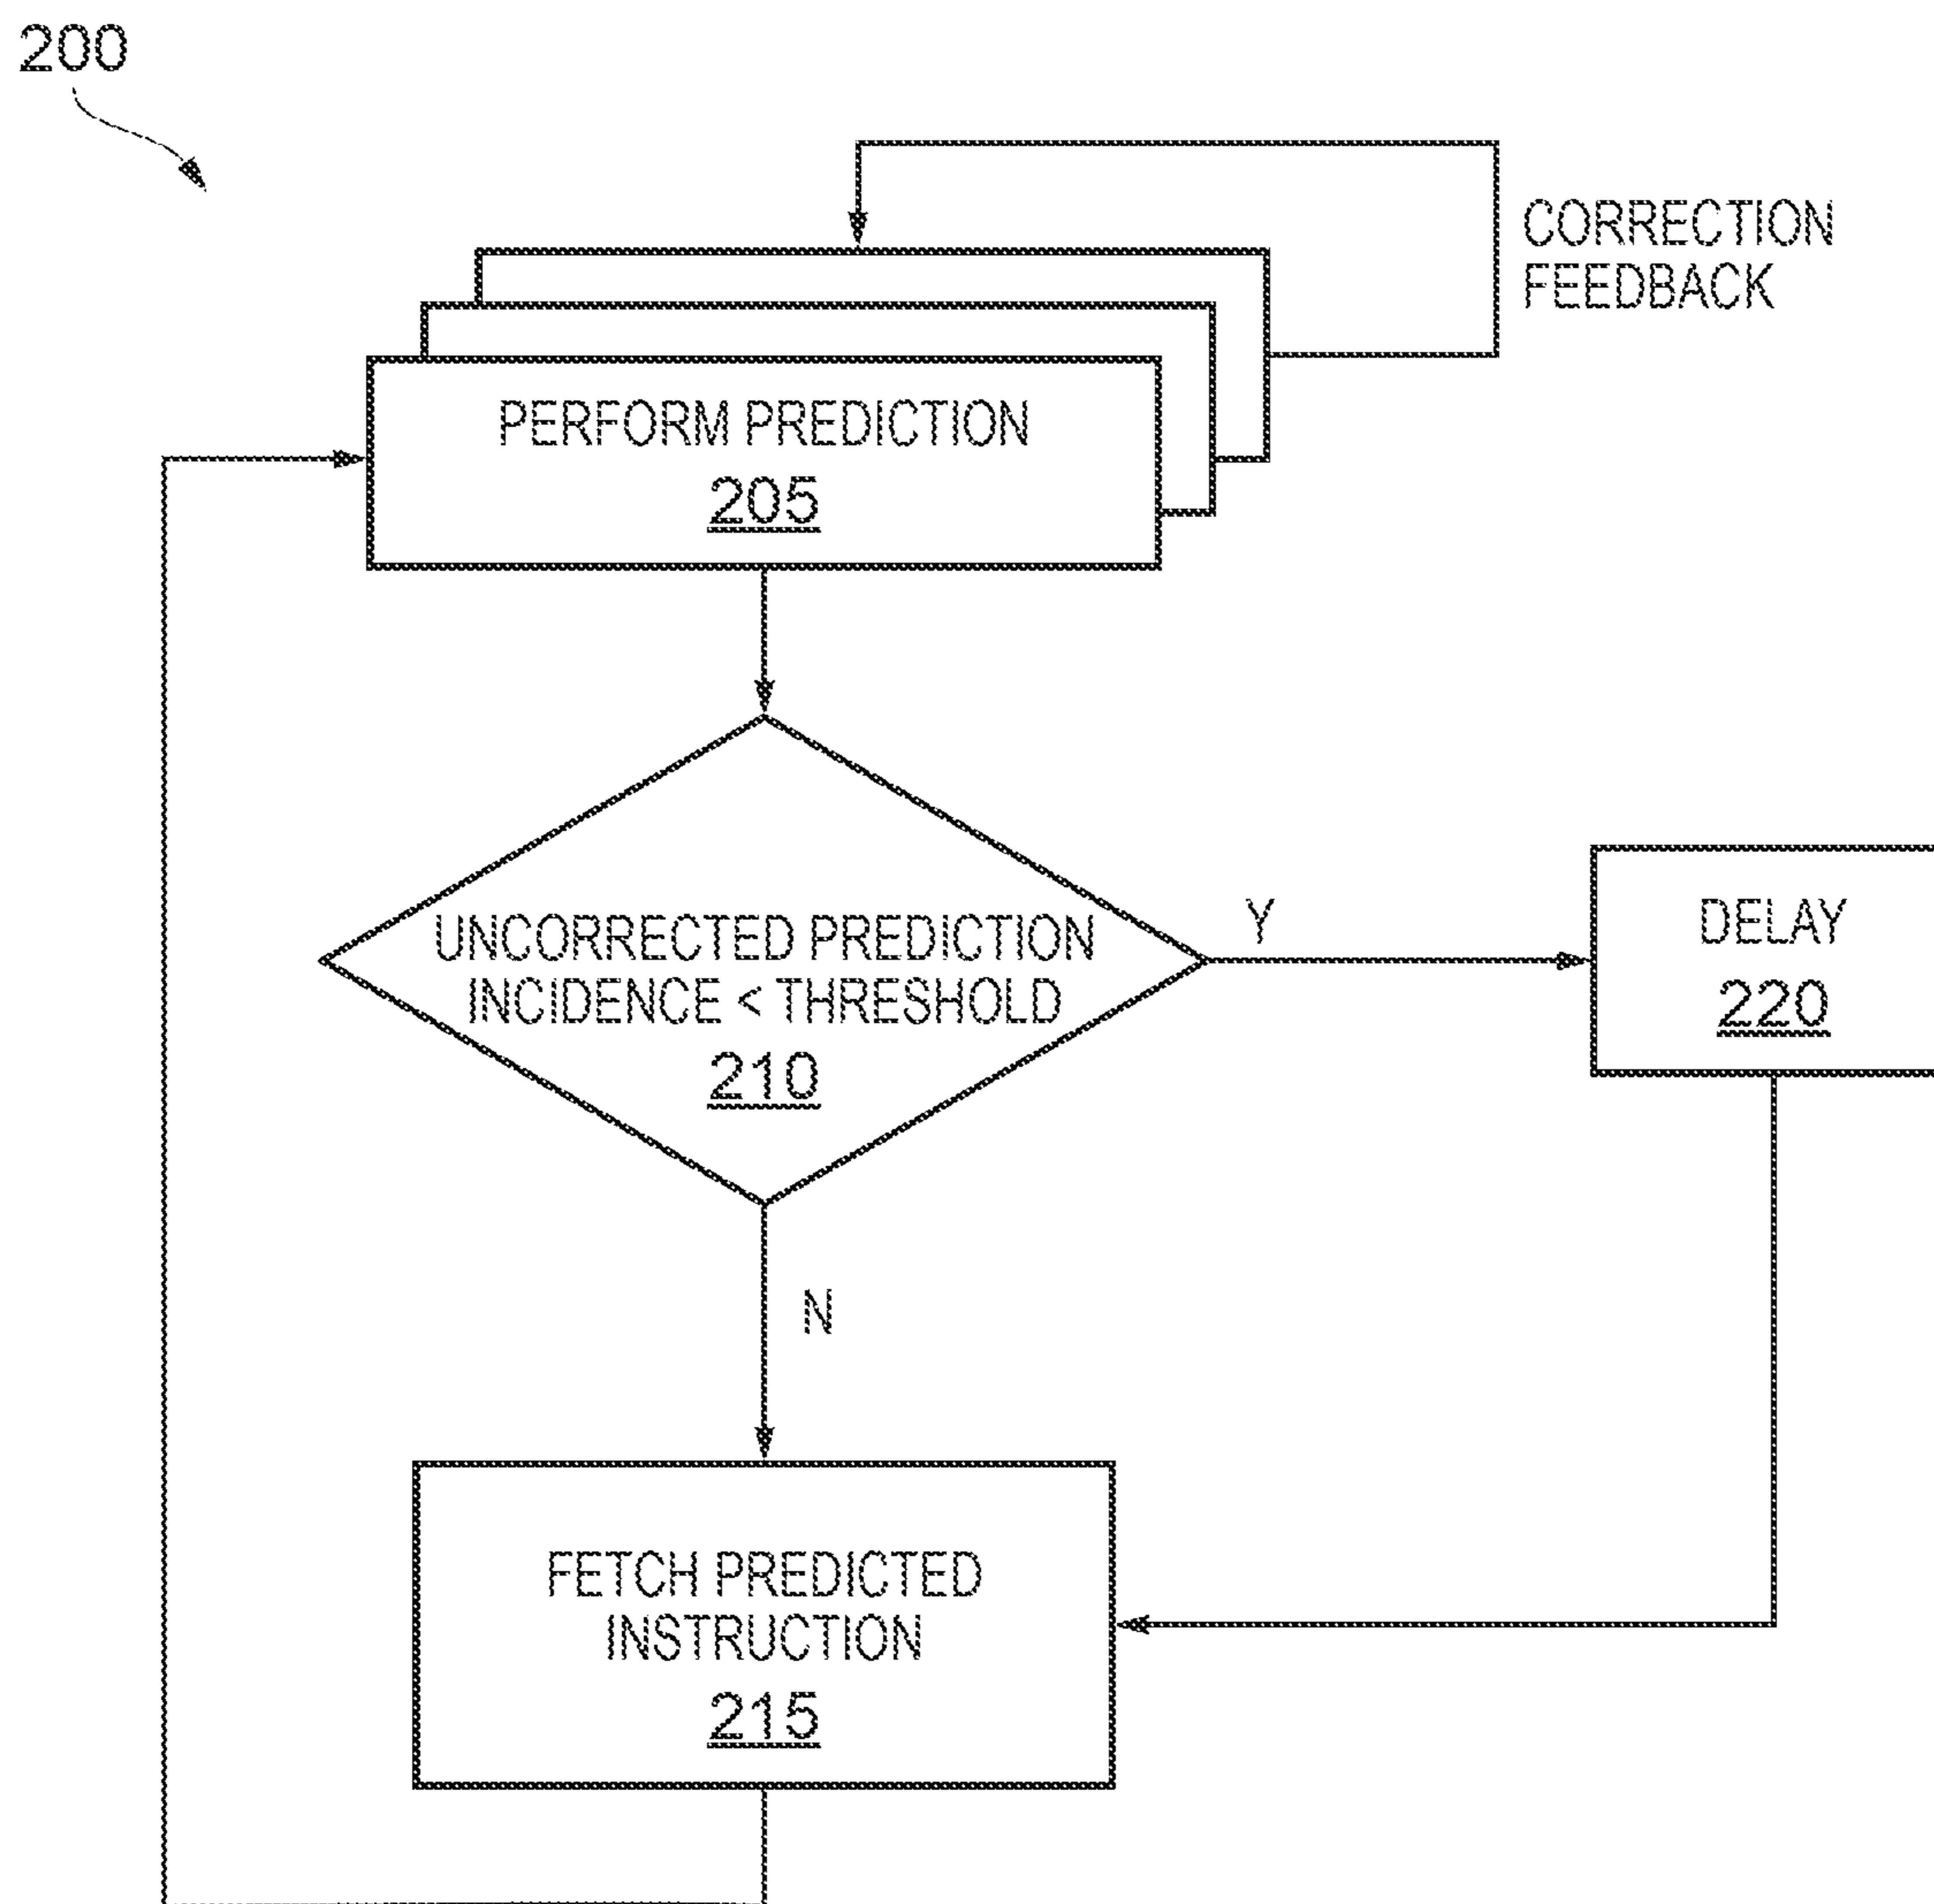 200
CORRECTION
FEEDBACK
PERFORM PREDICTION
205
UNCORRECTED PREDICTION
INCIDENCE < THRESHOLD
210
Y
DELAY
220
N
FETCH PREDICTED
INSTRUCTION
215